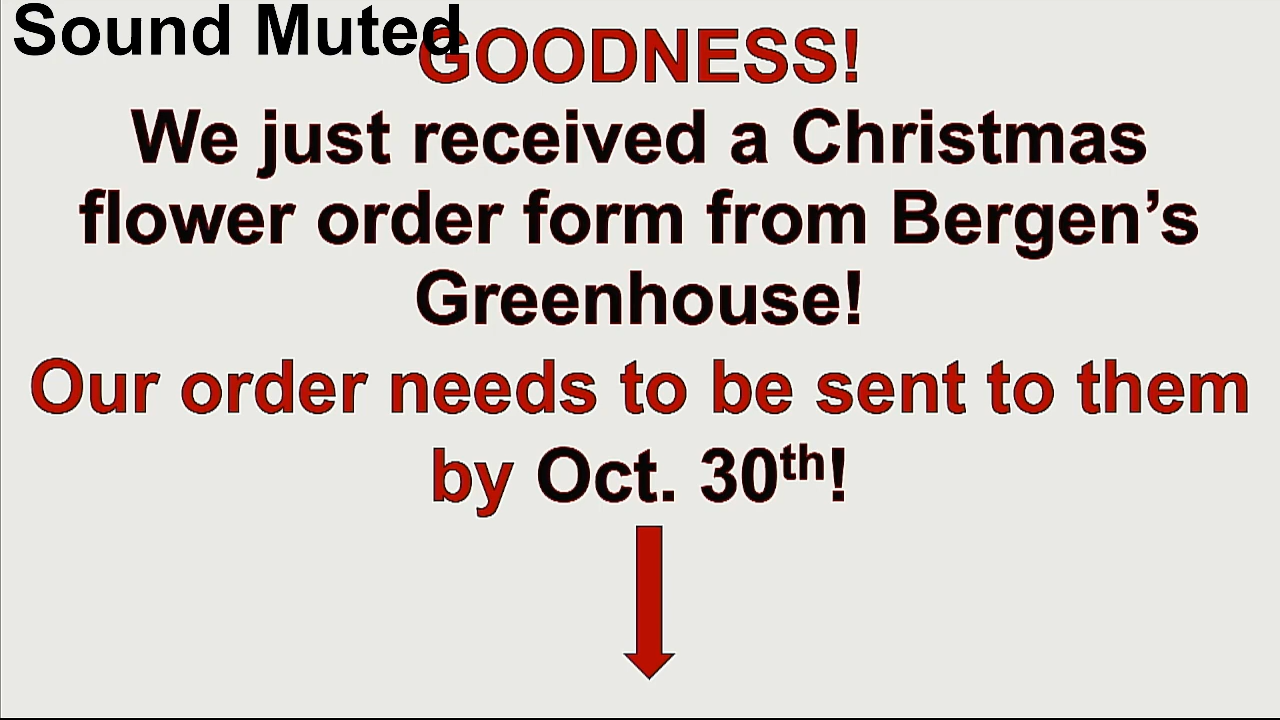 Sound Muted
GOODNESS!
We just received a Christmas
flower order form from Bergen’s
Greenhouse!
Our order needs to be sent to them
by Oct. 30th!